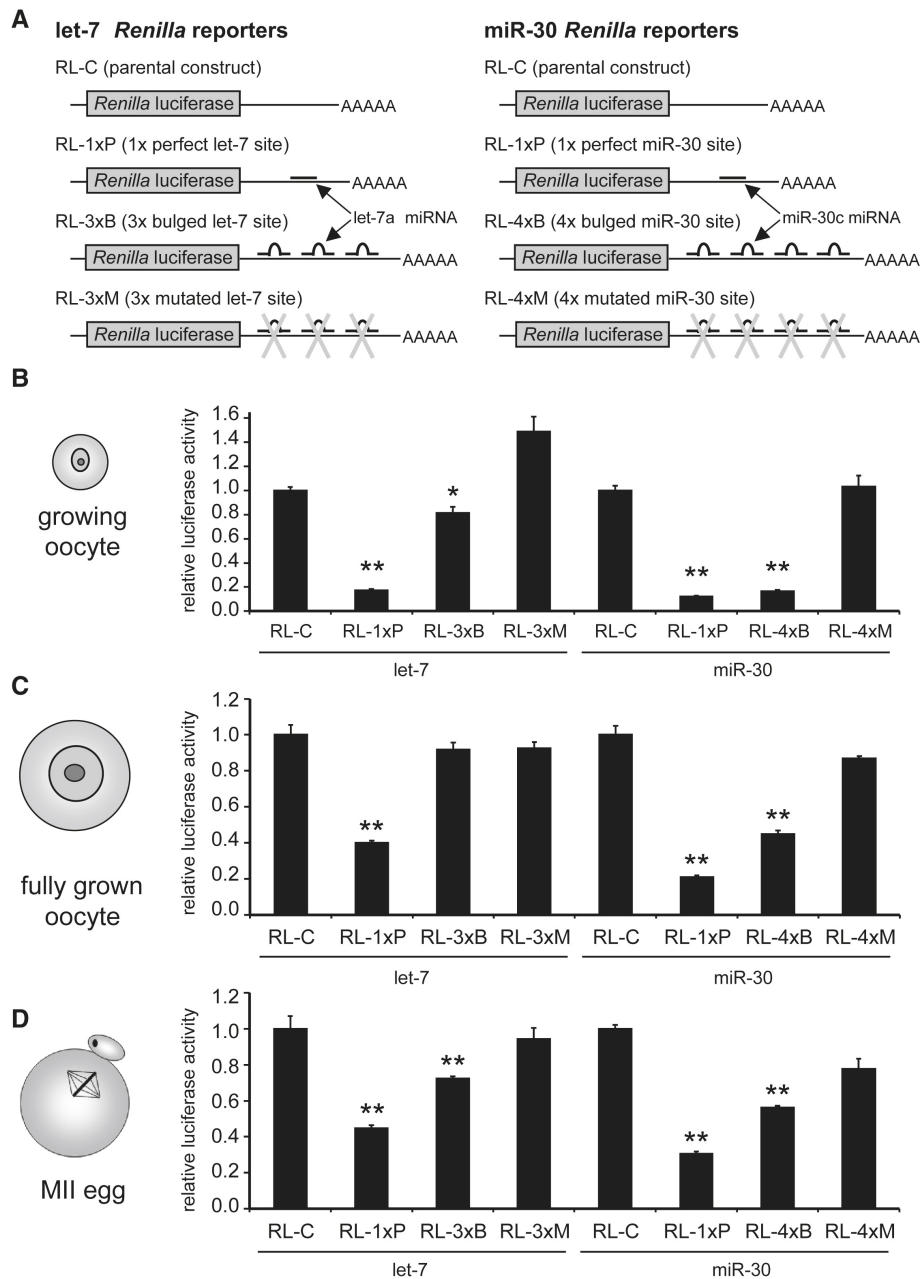 A
let-7 Renilla reporters
RL-C (parental construct)
Renilla luciferase
AAAAA
RL-1xP (1x perfect let-7 site)
Renilla luciferase
AAAAA
let-7a miRNA
RL-3xB (3x bulged let-7 site)
Renilla luciferase
AAAAA
RL-3xM (3x mutated let-7 site)
Renilla luciferase
AAAAA
miR-30 Renilla reporters
RL-C (parental construct)
Renilla luciferase
AAAAA
RL-1xP (1x perfect miR-30 site)
Renilla luciferase
AAAAA
miR-30c miRNA
RL-4xB (4x bulged miR-30 site)
Renilla luciferase
AAAAA
RL-4xM (4x mutated miR-30 site)
Renilla luciferase
AAAAA
B
growing
oocyte
relative luciferase activity
1.6
1.4
1.2
1.0
0.8
0.6
0.4
0.2
0.0
** * ** **
RL-C RL-1xP RL-3xB RL-3xM RL-C RL-1xP RL-4xB RL-4xM
let-7 miR-30
C
fully grown
oocyte
relative luciferase activity
1.2
1.0
0.8
0.6
0.4
0.2
0.0
** ** **
RL-C RL-1xP RL-3xB RL-3xM RL-C RL-1xP RL-4xB RL-4xM
let-7 miR-30
D
MII egg
relative luciferase activity
1.2
1.0
0.8
0.6
0.4
0.2
0.0
** ** ** **
RL-C RL-1xP RL-3xB RL-3xM RL-C RL-1xP RL-4xB RL-4xM
let-7 miR-30